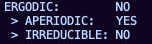 ERGODIC: NO
> APERIODIC: YES
> IRREDUCIBLE: NO